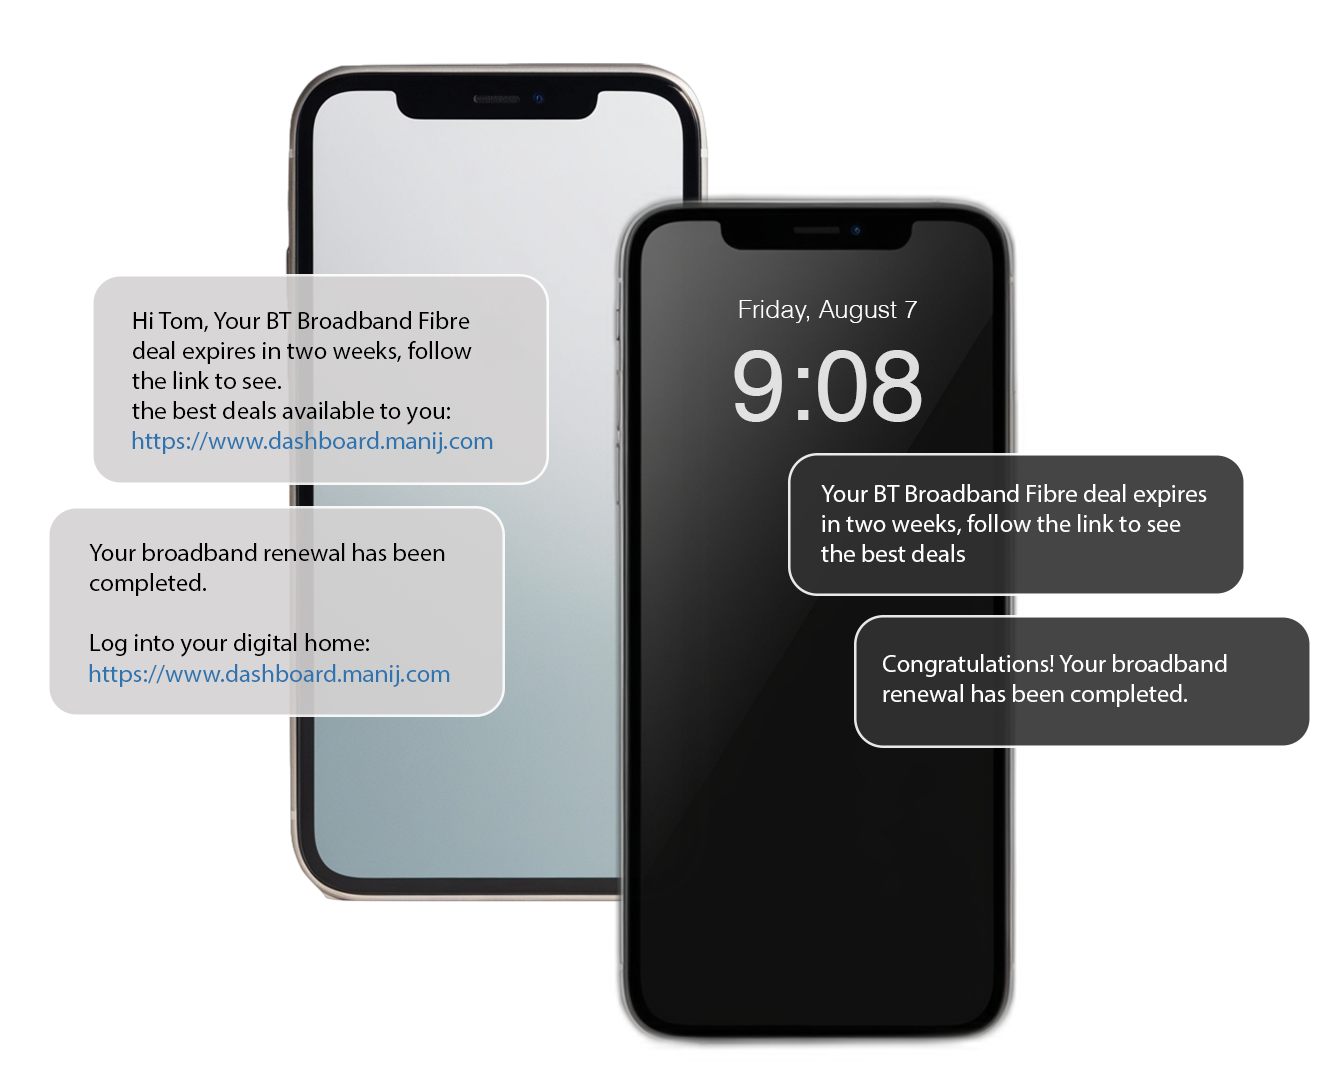 Hi Tom, Your BT Broadband Fibre
deal expires in two weeks, follow
the link to see.
the best deals available to you:
https://www.dashboard.manij.com
Your broadband renewal has been
completed.
Log into your digital home:
https://www.dashboard.manij.com
Friday, August 7
9:08
Your BT Broadband Fibre deal expires
in two weeks, follow the link to see
the best deals
Congratulations! Your broadband
renewal has been completed.